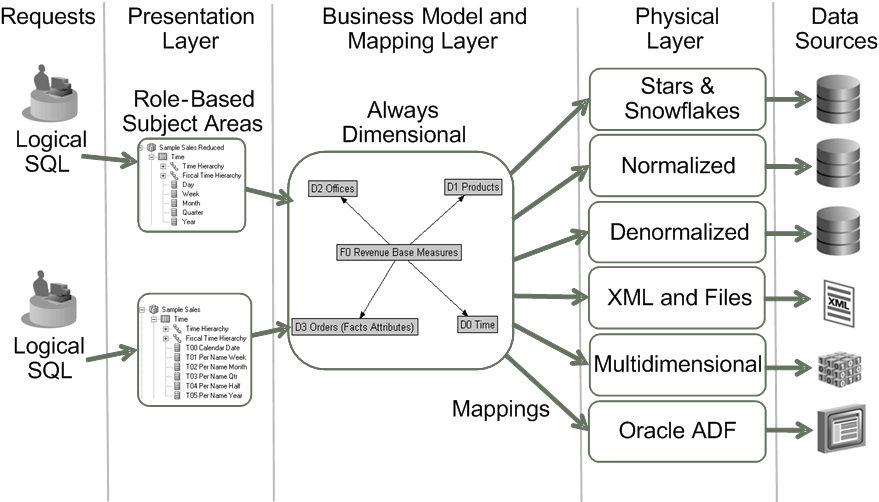 Requests
Presentation
Layer
Business Model and
Mapping Layer
Physical
Layer
Data
Sources
Logical
SQL
Role-Based
Subject Areas
Sample Sales Reduced
Time
Time Hierarchy
Fiscal Time Hierarchy
Day
Week
Month
Quarter
Year
Always
Dimensional
D2 Offices
D1 Products
F0 Revenue Base Measures
D3 Orders (Facts Attributes)
D0 Time
Mappings
Stars &
Snowflakes
Normalized
Denormalized
XML and Files
XML
Multidimensional
Oracle ADF
Logical
SQL
Sample Sales
Time
Time Hierarchy
Fiscal Time Hierarchy
T00 Calendar Date
T01 Per Name Week
T02 Per Name Month
T03 Per Name Qtr
T04 Per Name Half
T05 Per Name Year